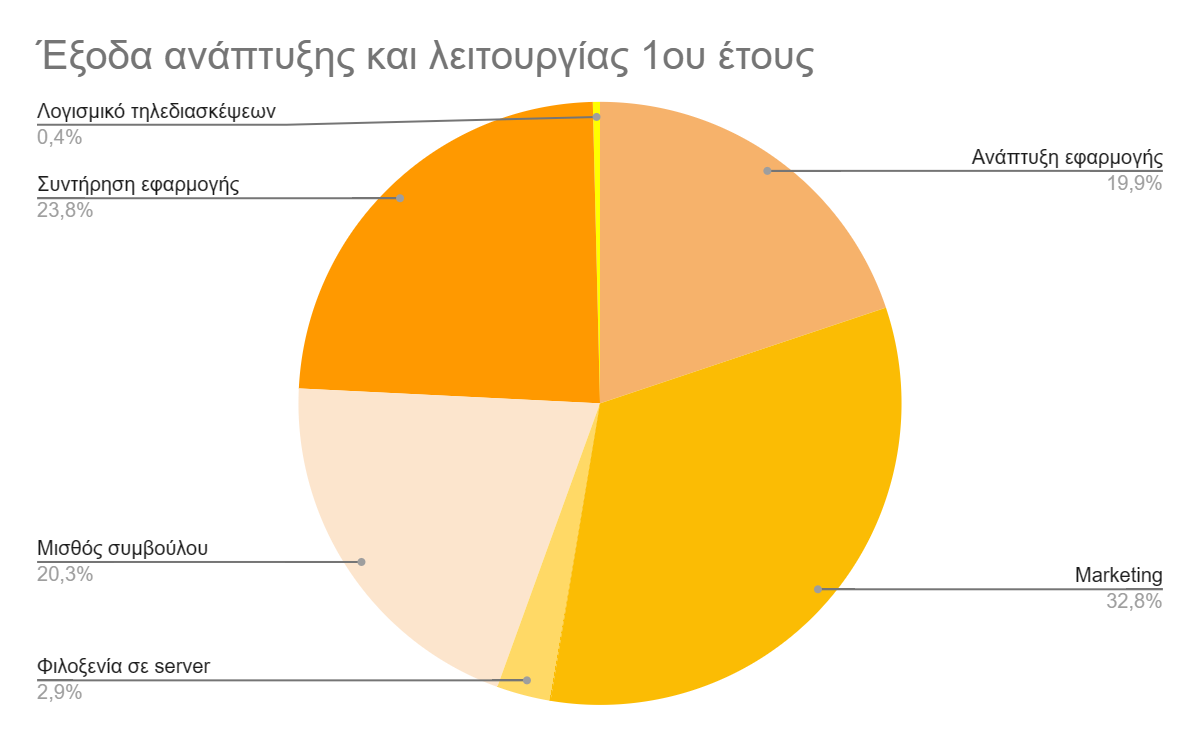 Έξοδα ανάπτυξης και λειτουργίας 1ου έτους
Λογισμικό τηλεδιασκέψεων
0,4%
Ανάπτυξη εφαρμογής
19,9%
Συντήρηση εφαρμογής
23,8%
Μισθός συμβούλου
20,3%
Marketing
32,8%
Φιλοξενία σε server
2,9%